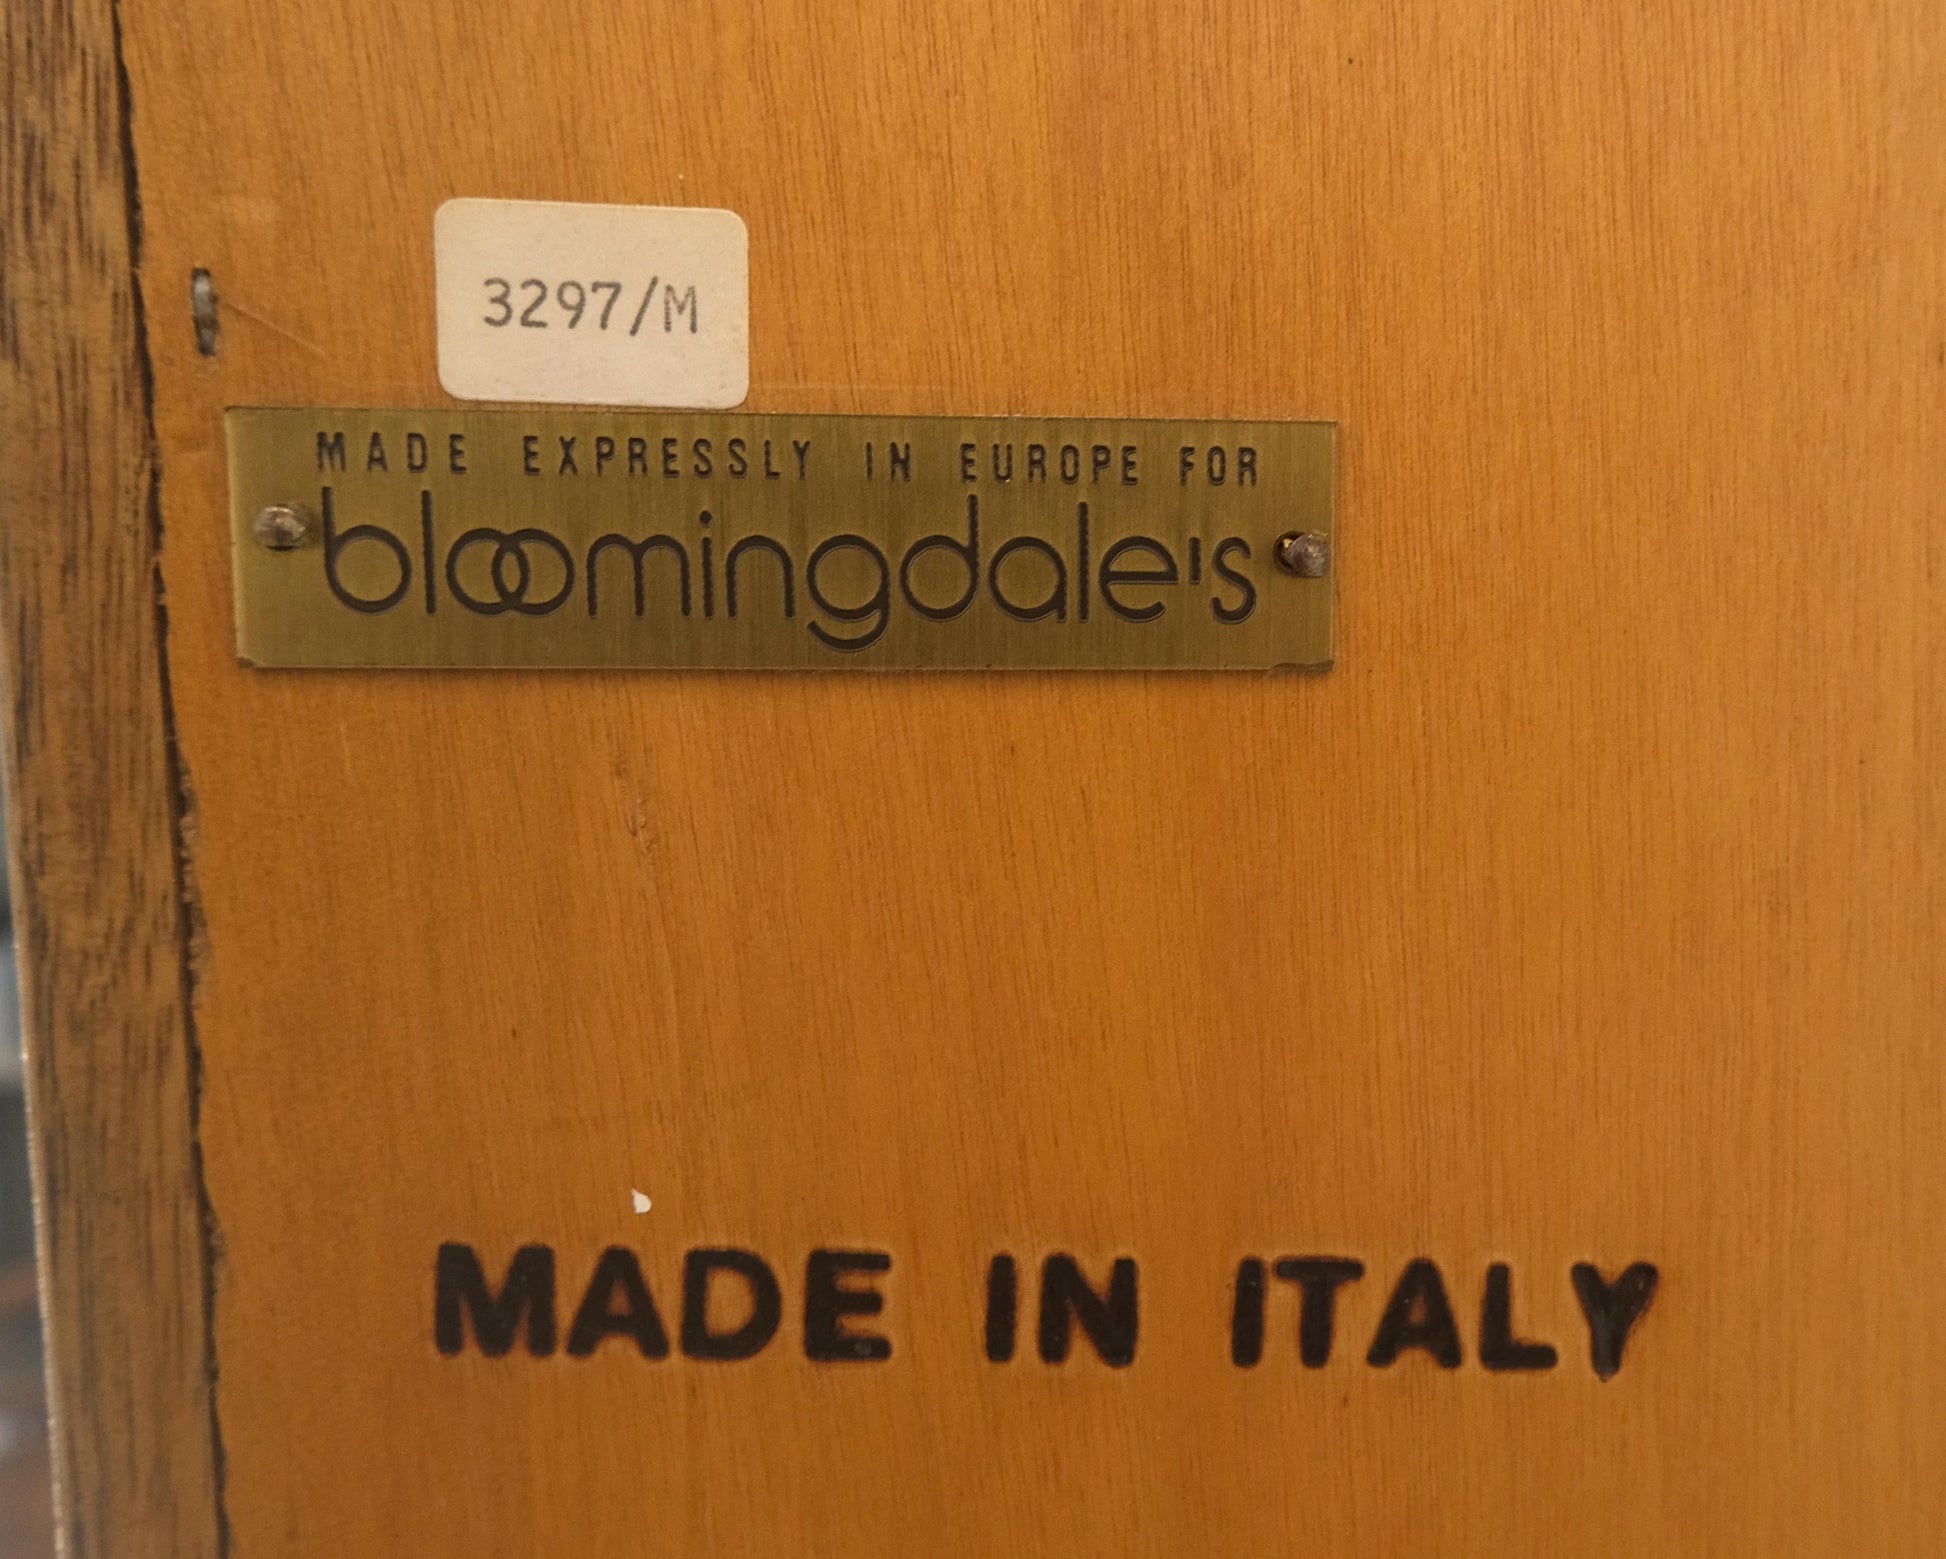 3297/M
MADE EXPRESSLY IN EUROPE FOR
bloomingdale's
MADE IN ITALY